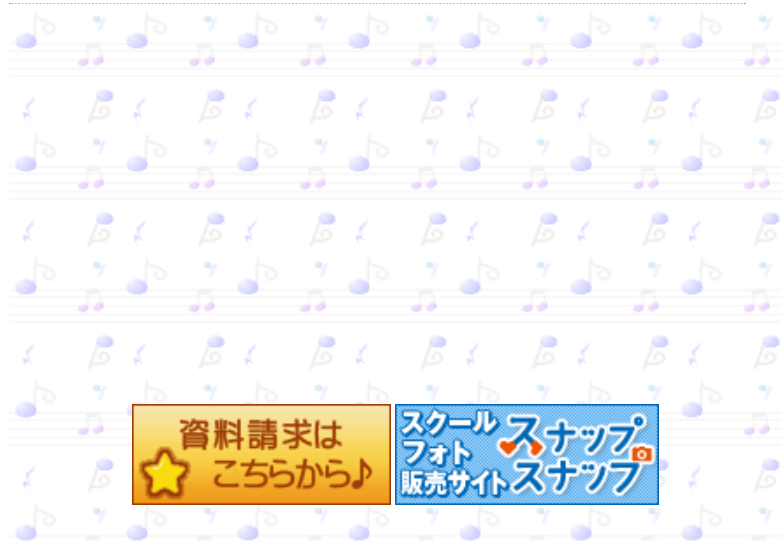 資料請求は
こちらから♪
スクール
フォト
販売サイト
スナップ
スナップ